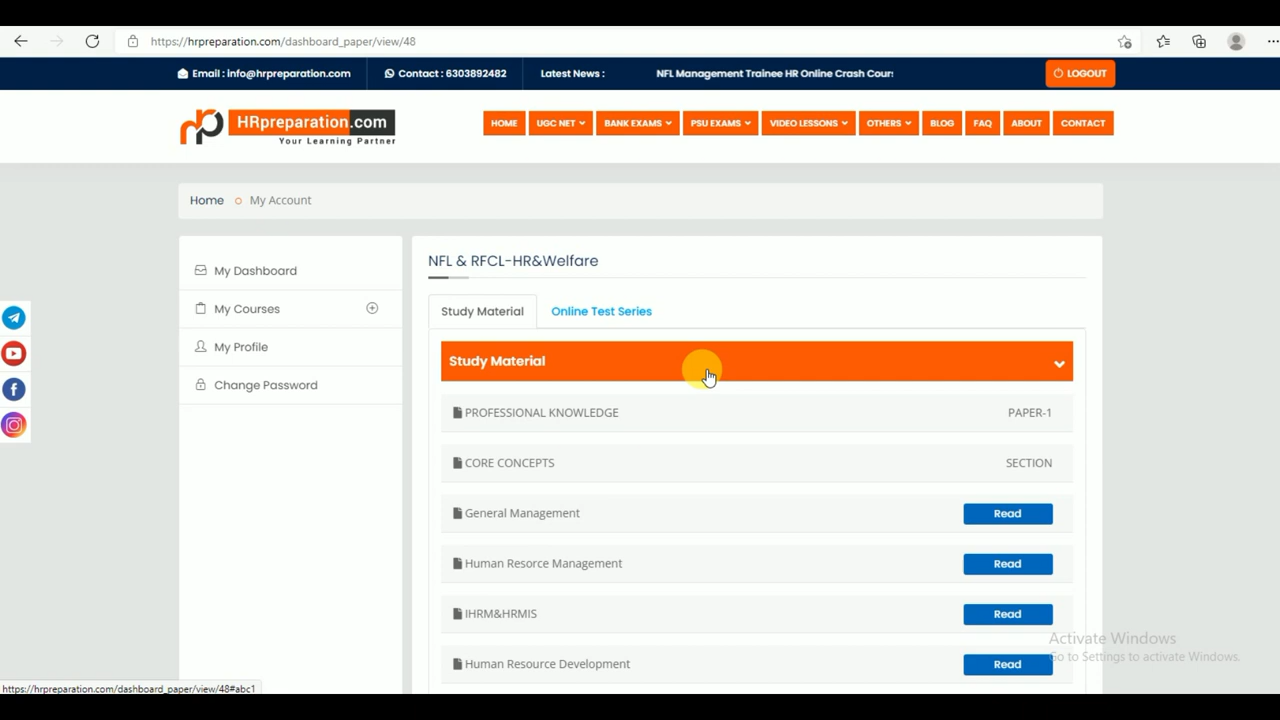 https://hrpreparation.com/dashboard_paper/view/48
Email : info@hrpreparation.com
Contact : 6303892482
Latest News :
NFL Management Trainee HR Online Crash Cour
LOGOUT
HRpreparation.com
Your Learning Partner
HOME
UGC NET
BANK EXAMS
PSU EXAMS
VIDEO LESSONS
OTHERS
BLOG
FAQ
ABOUT
CONTACT
Home
My Account
My Dashboard
My Courses
My Profile
Change Password
NFL & RFCL-HR&Welfare
Study Material
Online Test Series
Study Material
PROFESSIONAL KNOWLEDGE PAPER-1
CORE CONCEPTS SECTION
General Management Read
Human Resorce Management Read
IHRM&HRMIS Read
Human Resource Development Read
Activate Windows
Go to Settings to activate Windows.
https://hrpreparation.com/dashboard_paper/view/48#abc1